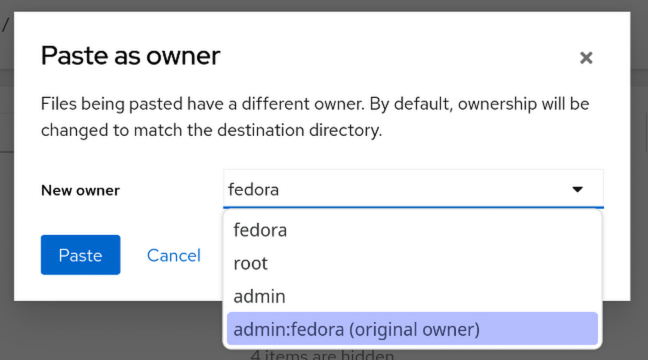 /
Paste as owner
Files being pasted have a different owner. By default, ownership will be
changed to match the destination directory.
New owner
fedora
fedora
root
admin
admin:fedora (original owner)
Paste
Cancel
4 items are hidden